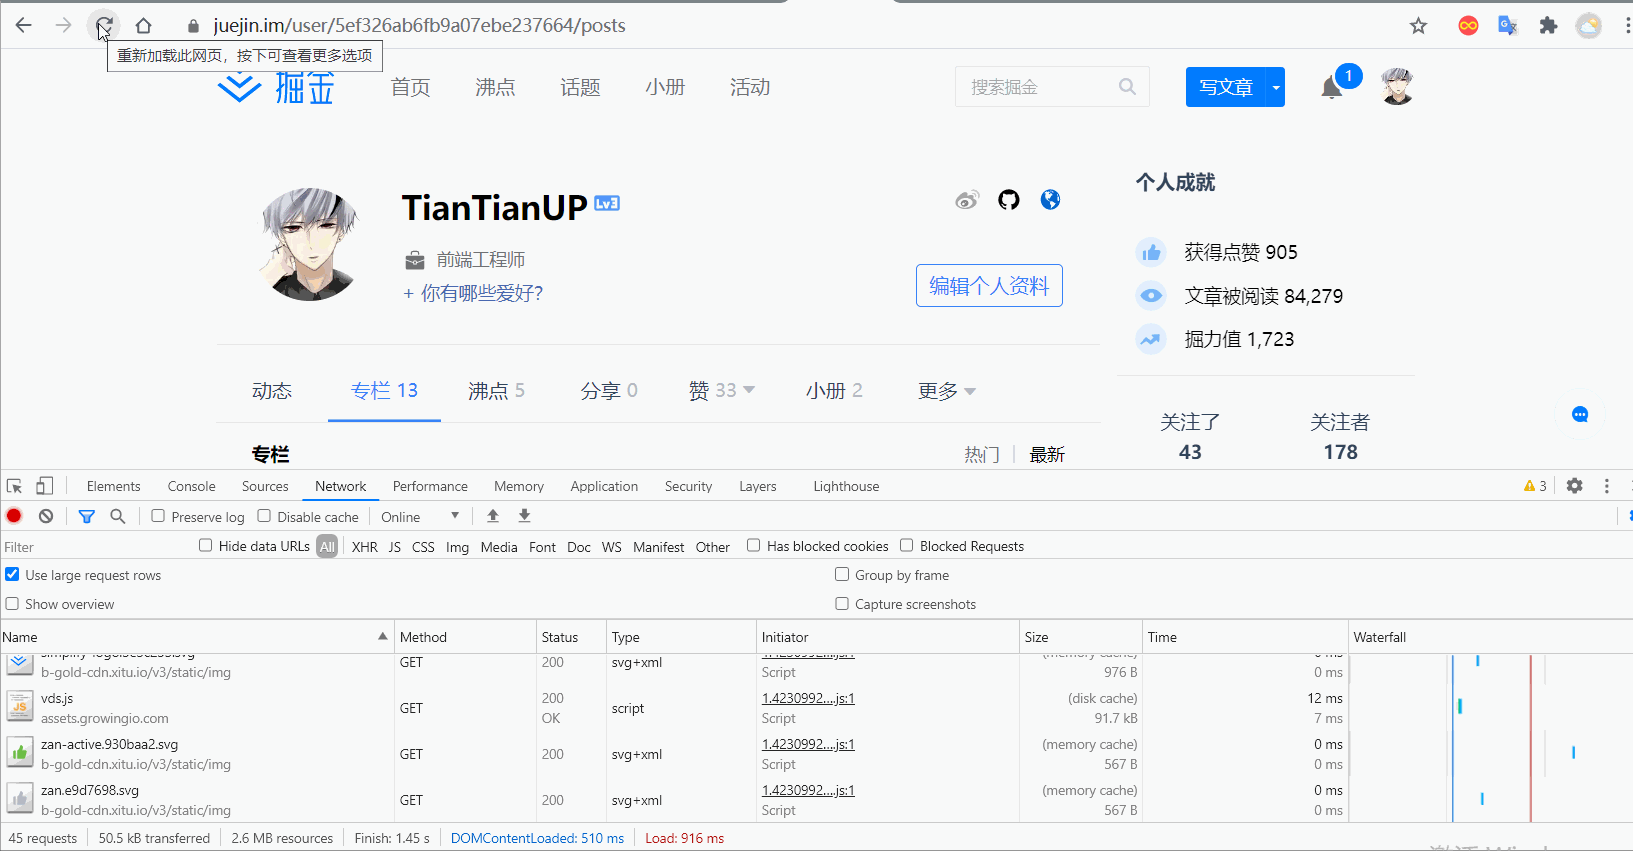 juejin.im/user/5ef326ab6fb9a07ebe237664/posts
重新加载此网页，按下可查看更多选项
掘金 首页 沸点 话题 小册 活动 搜索掘金 写文章 1
TianTianUP Lv3
前端工程师
+ 你有哪些爱好?
编辑个人资料
个人成就
获得点赞 905
文章被阅读 84,279
掘力值 1,723
动态 专栏 13 沸点 5 分享 0 赞 33 小册 2 更多
关注了 关注者
43 178
专栏 热门 最新
Elements Console Sources Network Performance Memory Application Security Layers Lighthouse 3
Preserve log Disable cache Online
Filter Hide data URLs All XHR JS CSS Img Media Font Doc WS Manifest Other Has blocked cookies Blocked Requests
Use large request rows Group by frame
Show overview Capture screenshots
Name Method Status Type Initiator Size Time Waterfall
GET 200 svg+xml (memory cache) 0 ms
b-gold-cdn.xitu.io/v3/static/img Script 976 B 0 ms
vds.js GET 200 script 1.4230992....js:1 (disk cache) 12 ms
assets.growingio.com OK Script 91.7 kB 7 ms
zan-active.930baa2.svg GET 200 svg+xml 1.4230992....js:1 (memory cache) 0 ms
b-gold-cdn.xitu.io/v3/static/img Script 567 B 0 ms
zan.e9d7698.svg GET 200 svg+xml 1.4230992....js:1 (memory cache) 0 ms
b-gold-cdn.xitu.io/v3/static/img Script 567 B 0 ms
45 requests 50.5 kB transferred 2.6 MB resources Finish: 1.45 s DOMContentLoaded: 510 ms Load: 916 ms